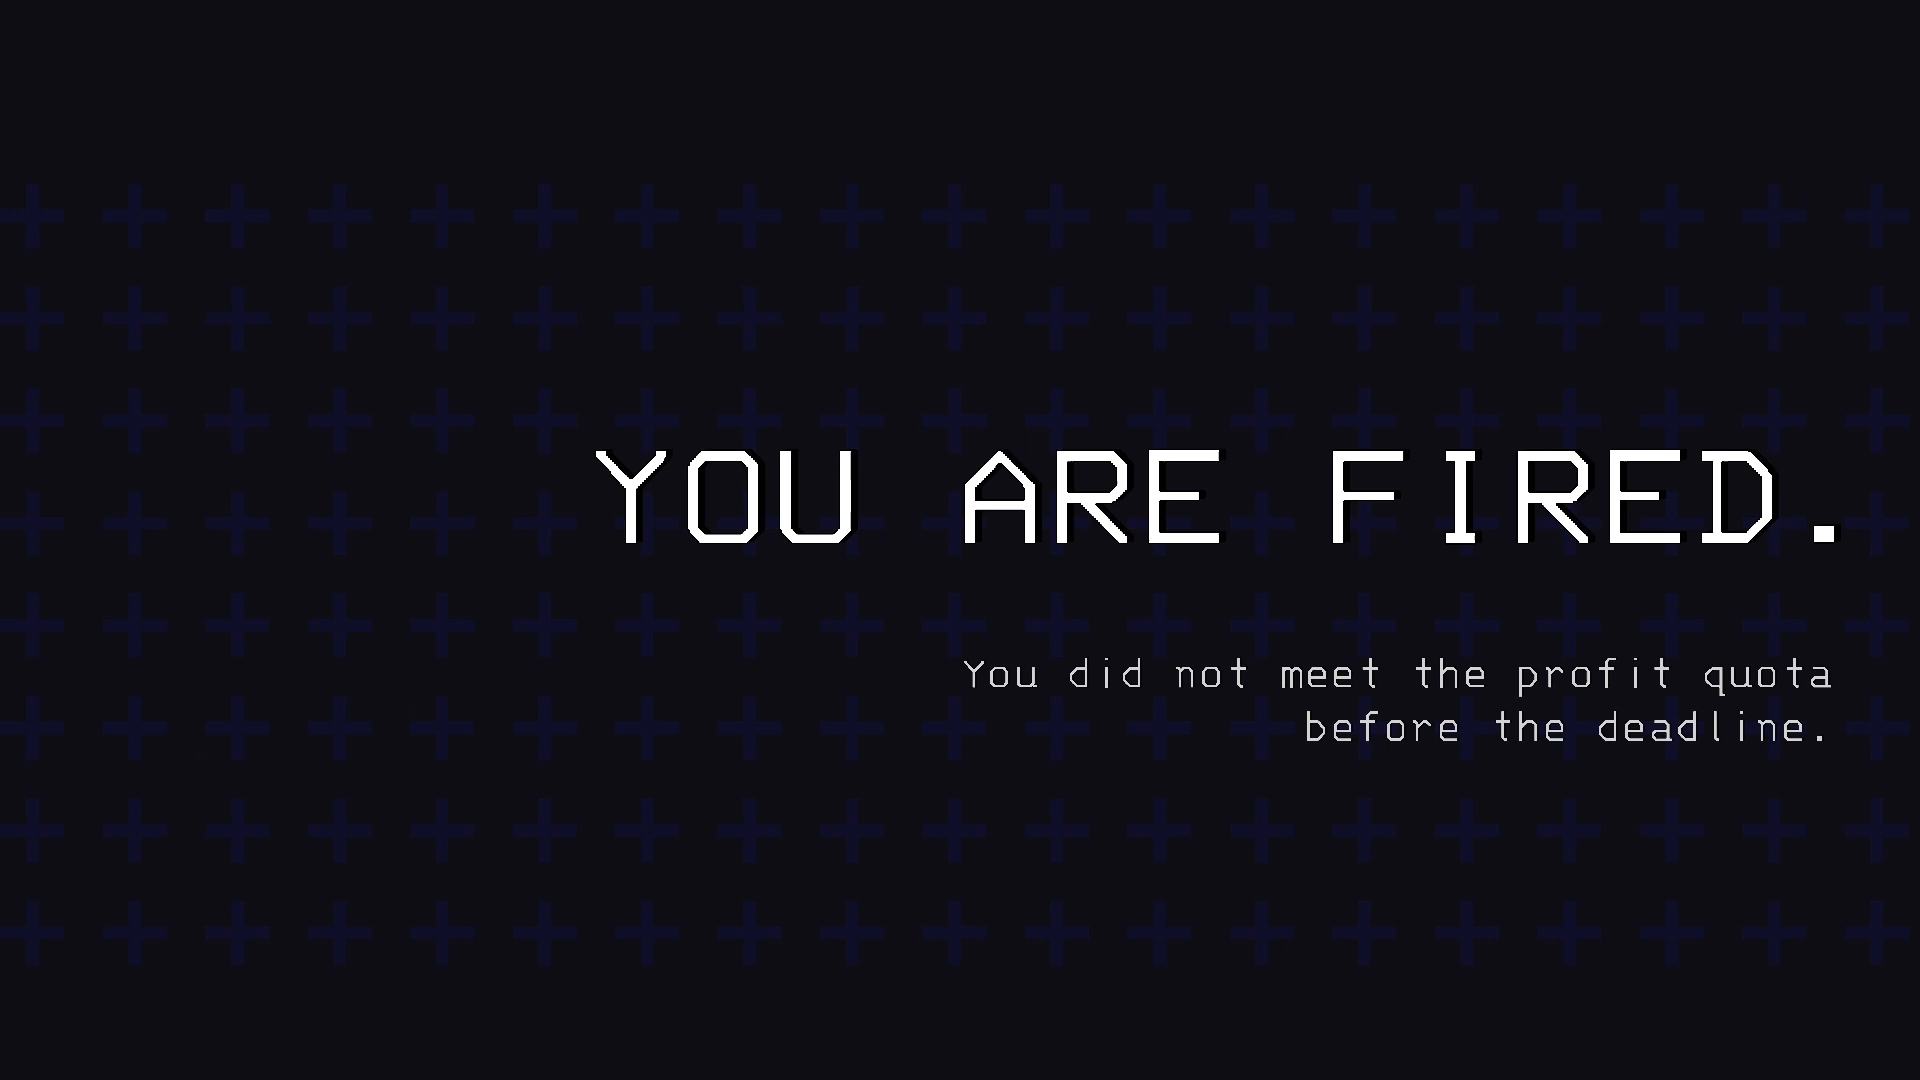 YOU ARE FIRED.
You did not meet the profit quota
before the deadline.